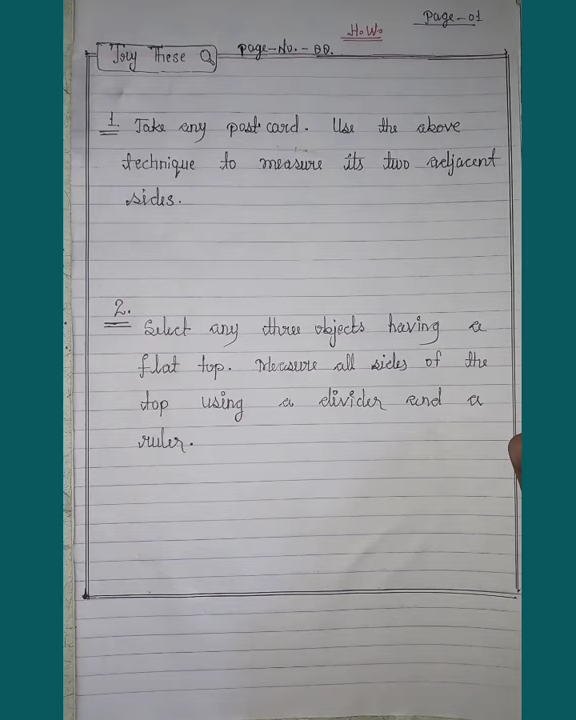 Page-01
H.W.
Try These Q
page-No.-88.
1. Take any post card. Use the above
technique to measure its two adjacent
sides.
2.
Select any three objects having a
flat top. Measure all sides of the
top using a divider and a
ruler.